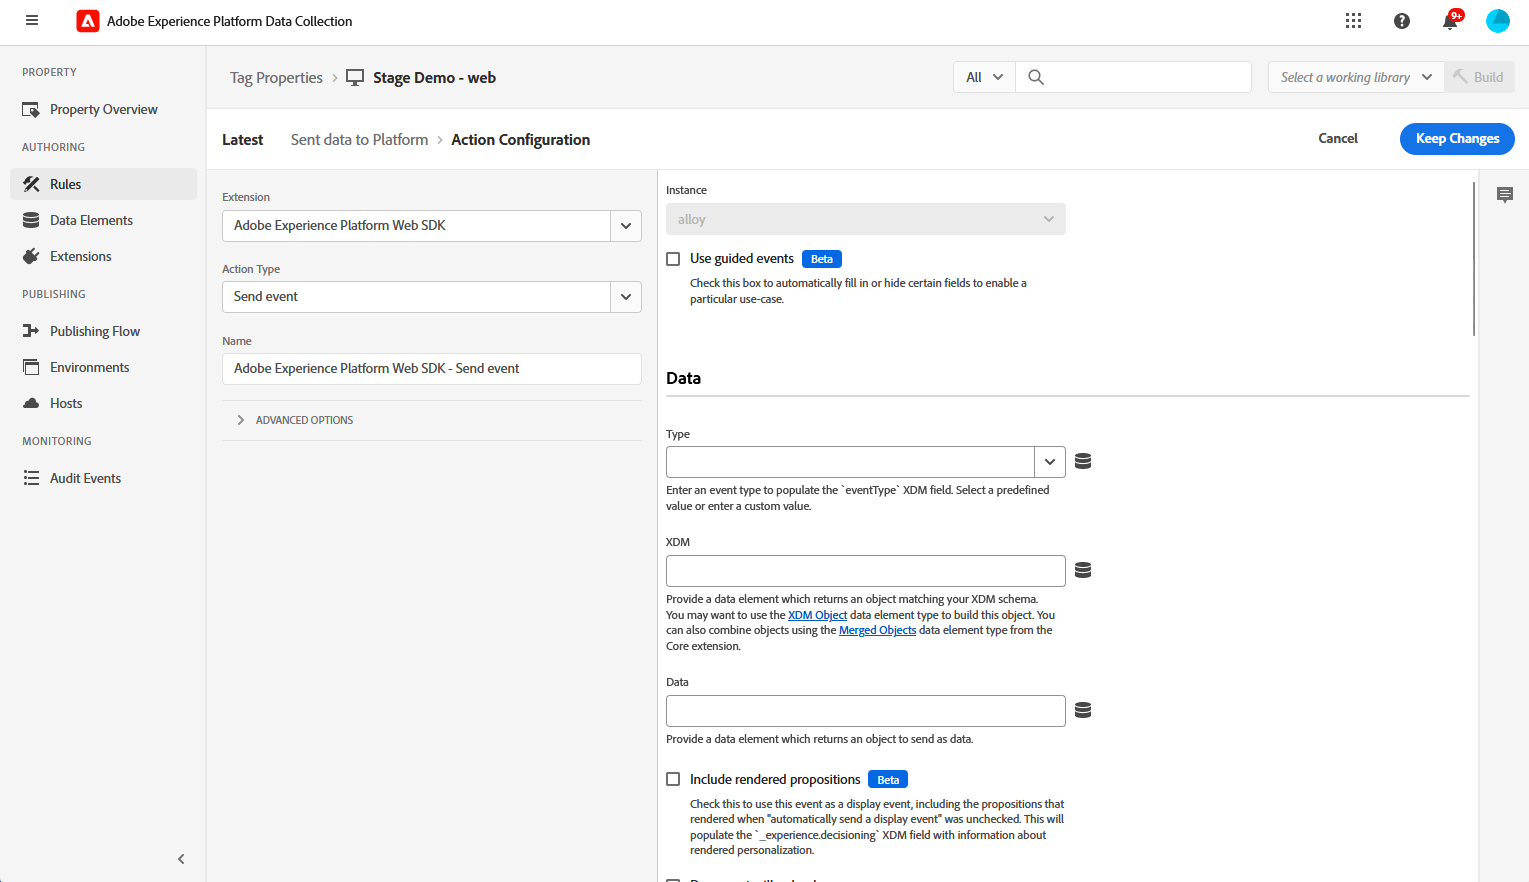 Adobe Experience Platform Data Collection
9+
PROPERTY
Property Overview
AUTHORING
Rules
Data Elements
Extensions
PUBLISHING
Publishing Flow
Environments
Hosts
MONITORING
Audit Events
Tag Properties
Stage Demo - web
All
Select a working library
Build
Latest
Sent data to Platform
Action Configuration
Cancel
Keep Changes
Extension
Adobe Experience Platform Web SDK
Action Type
Send event
Name
Adobe Experience Platform Web SDK - Send event
ADVANCED OPTIONS
Instance
alloy
Use guided events
Beta
Check this box to automatically fill in or hide certain fields to enable a
particular use-case.
Data
Type
Enter an event type to populate the `eventType` XDM field. Select a predefined
value or enter a custom value.
XDM
Provide a data element which returns an object matching your XDM schema.
You may want to use the XDM Object data element type to build this object. You
can also combine objects using the Merged Objects data element type from the
Core extension.
Data
Provide a data element which returns an object to send as data.
Include rendered propositions
Beta
Check this to use this event as a display event, including the propositions that
rendered when "automatically send a display event" was unchecked. This will
populate the `_experience.decisioning` XDM field with information about
rendered personalization.